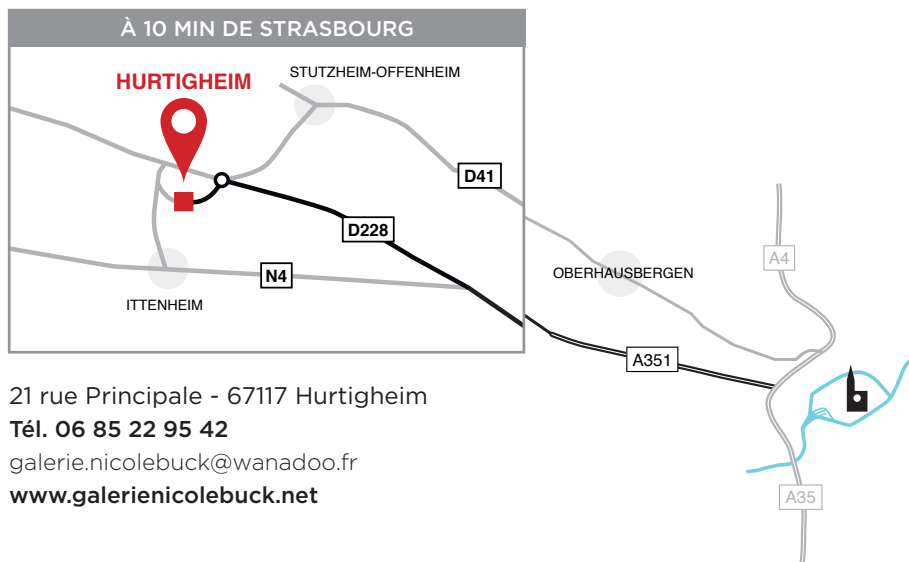 À 10 MIN DE STRASBOURG
STUTZHEIM-OFFENHEIM
HURTIGHEIM
D41
D228
A4
OBERHAUSBERGEN
N4
ITTENHEIM
A351
21 rue Principale - 67117 Hurtigheim
Tél. 06 85 22 95 42
galerie.nicolebuck@wanadoo.fr
www.galerienicolebuck.net
A35